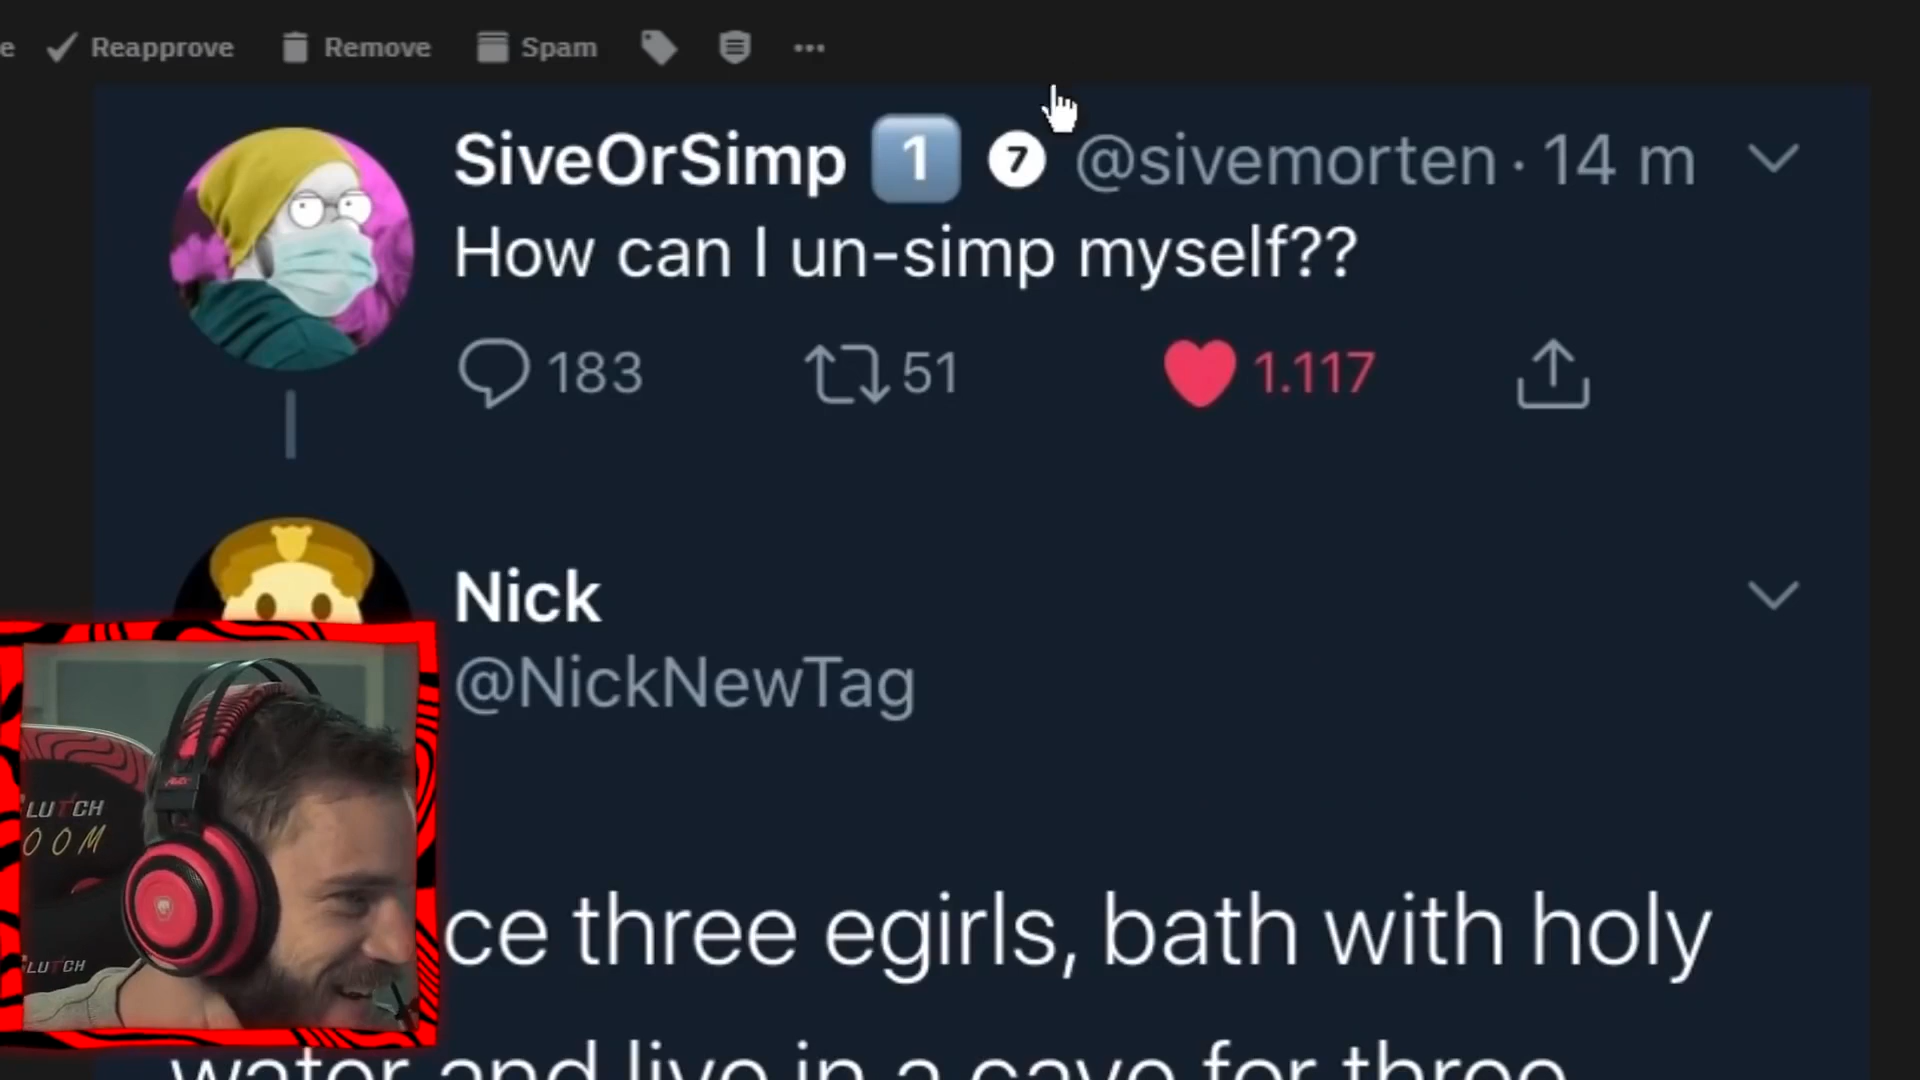 e Reapprove Remove Spam
SiveOrSimp 1 7 @sivemorten · 14 m
How can I un-simp myself??
183 51 1.117
Nick
@NickNewTag
ce three egirls, bath with holy
water and live in a cave for three
LUTCH
OOM
LUTCH